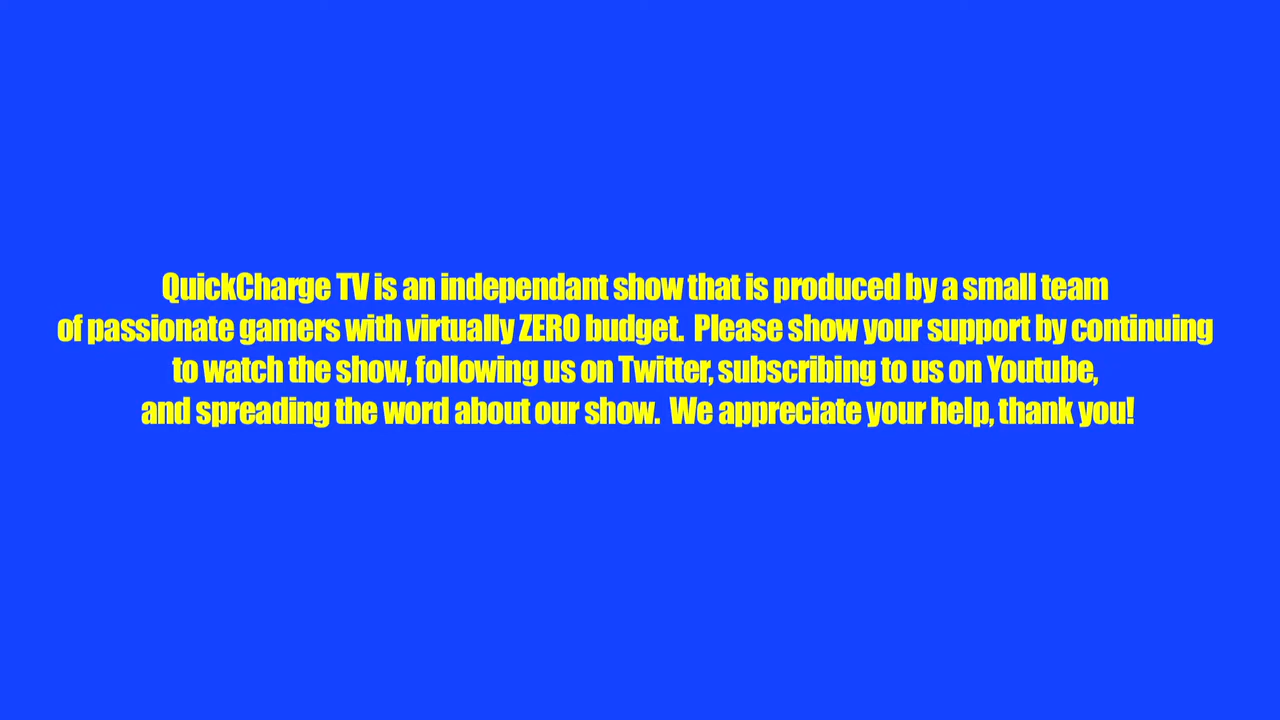 QuickCharge TV is an independant show that is produced by a small team
of passionate gamers with virtually ZERO budget.  Please show your support by continuing
to watch the show, following us on Twitter, subscribing to us on Youtube,
and spreading the word about our show.  We appreciate your help, thank you!